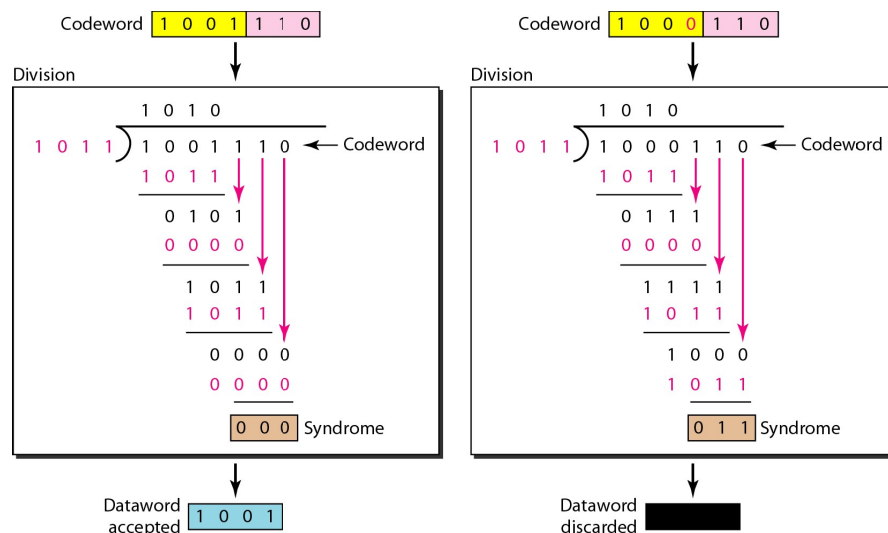 Codeword 1 0 0 1 1 1 0
Division
1 0 1 0
1 0 1 1 1 0 0 1 1 1 0 Codeword
1 0 1 1
0 1 0 1
0 0 0 0
1 0 1 1
1 0 1 1
0 0 0 0
0 0 0 0
0 0 0 Syndrome
Dataword
accepted 1 0 0 1
Codeword 1 0 0 0 1 1 0
1 0 1 0
1 0 1 1 1 0 0 0 1 1 0 Codeword
1 0 1 1
0 1 1 1
0 0 0 0
1 1 1 1
1 0 1 1
1 0 0 0
1 0 1 1
0 1 1 Syndrome
Dataword
discarded